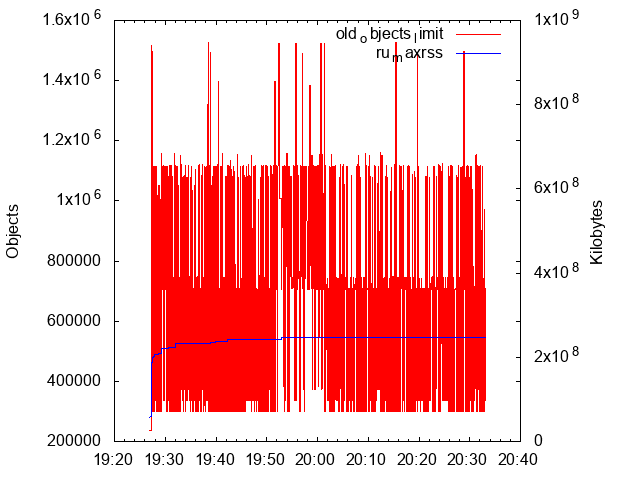 old_objects_limit
ru_maxrss
1.6x10^6
1.4x10^6
1.2x10^6
1x10^6
800000
600000
400000
200000
1x10^9
8x10^8
6x10^8
4x10^8
2x10^8
0
Objects
Kilobytes
19:20 19:30 19:40 19:50 20:00 20:10 20:20 20:30 20:40